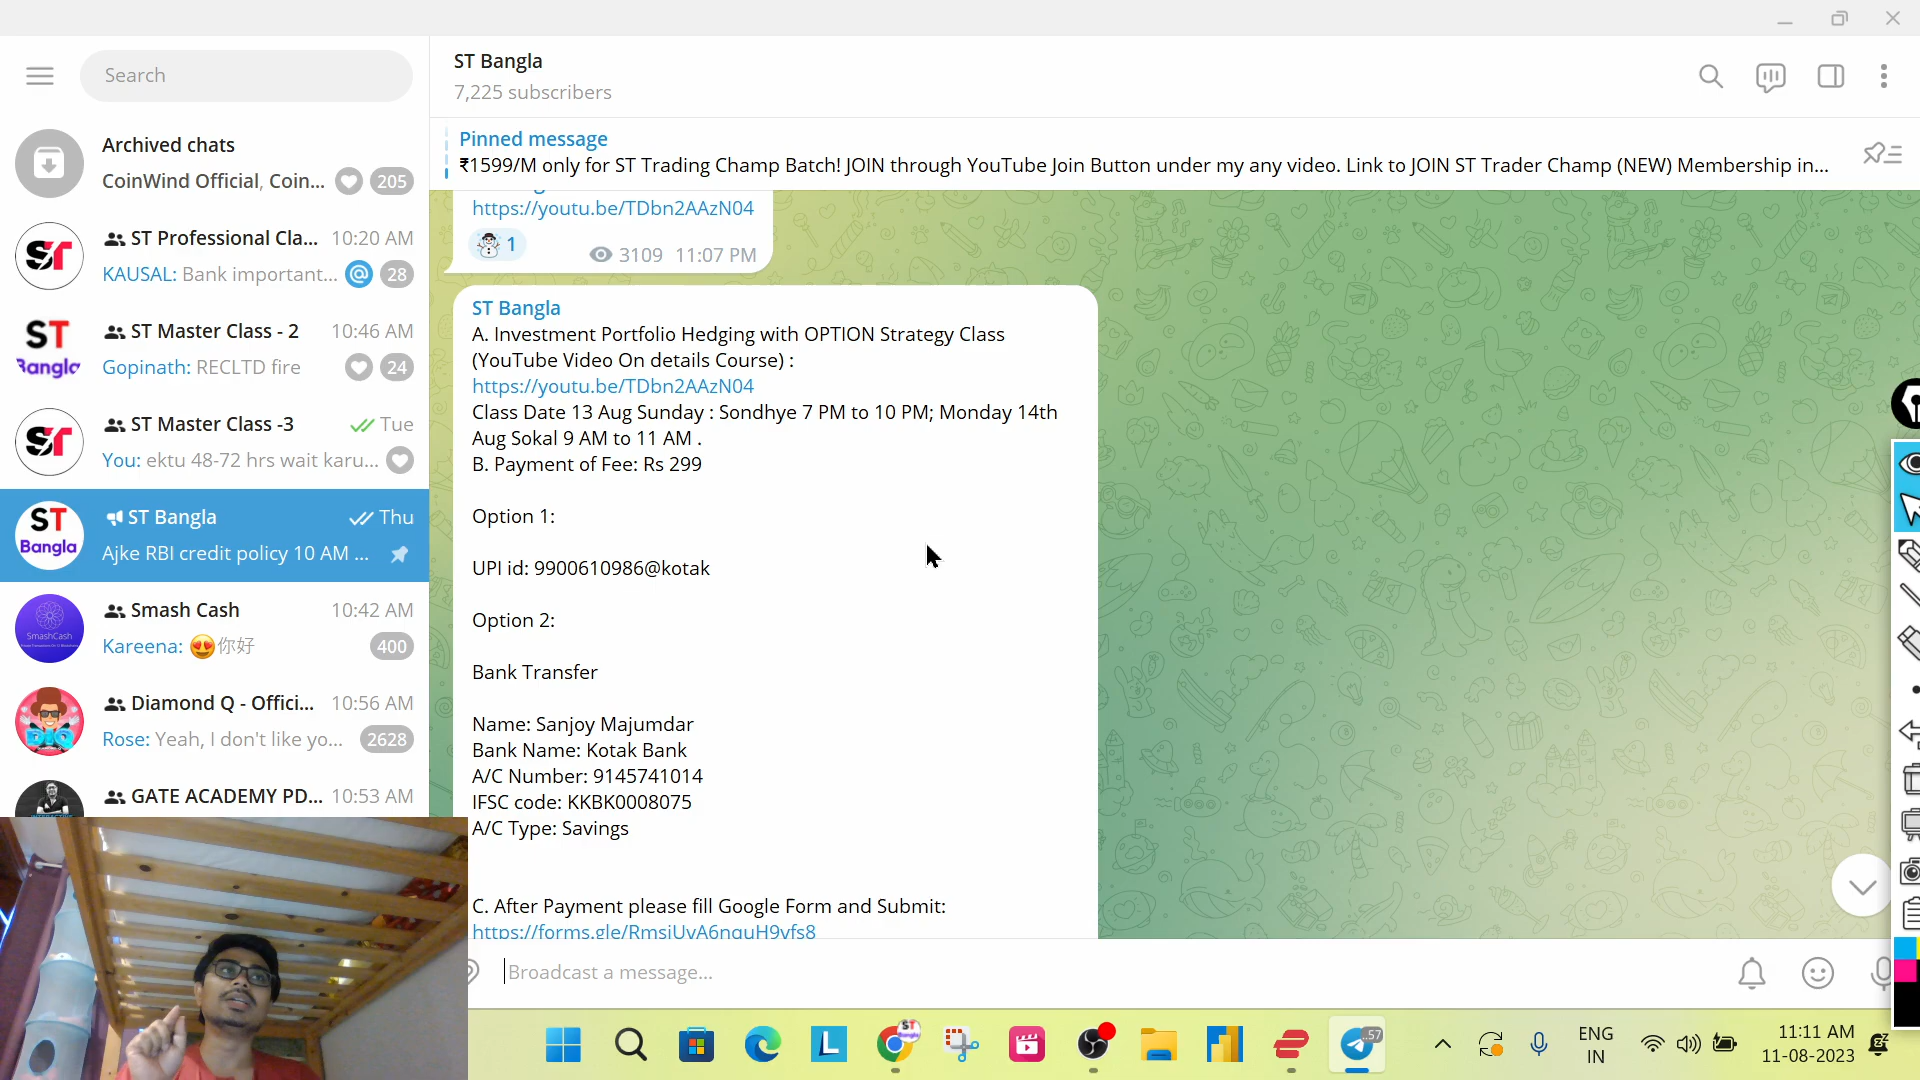 Search
ST Bangla
7,225 subscribers
Pinned message
₹1599/M only for ST Trading Champ Batch! JOIN through YouTube Join Button under my any video. Link to JOIN ST Trader Champ (NEW) Membership in...
Archived chats
CoinWind Official, Coin... 205
ST Professional Cla... 10:20 AM
KAUSAL: Bank important... @ 28
ST Master Class - 2 10:46 AM
Gopinath: RECLTD fire 24
ST Bangla
ST Master Class -3 Tue
You: ektu 48-72 hrs wait karu...
ST
ST Bangla Thu
Ajke RBI credit policy 10 AM ...
ST Bangla
Smash Cash 10:42 AM
Kareena: 😍你好 400
SmashCash
Diamond Q - Offici... 10:56 AM
Rose: Yeah, I don't like yo... 2628
GATE ACADEMY PD... 10:53 AM
https://youtu.be/TDbn2AAzN04
1 3109 11:07 PM
ST Bangla
A. Investment Portfolio Hedging with OPTION Strategy Class
(YouTube Video On details Course) :
https://youtu.be/TDbn2AAzN04
Class Date 13 Aug Sunday : Sondhye 7 PM to 10 PM; Monday 14th
Aug Sokal 9 AM to 11 AM .
B. Payment of Fee: Rs 299
Option 1:
UPI id: 9900610986@kotak
Option 2:
Bank Transfer
Name: Sanjoy Majumdar
Bank Name: Kotak Bank
A/C Number: 9145741014
IFSC code: KKBK0008075
A/C Type: Savings
C. After Payment please fill Google Form and Submit:
https://forms.gle/RmsiUyA6nquH9vfs8
Broadcast a message...
ENG
IN
11:11 AM
11-08-2023
57